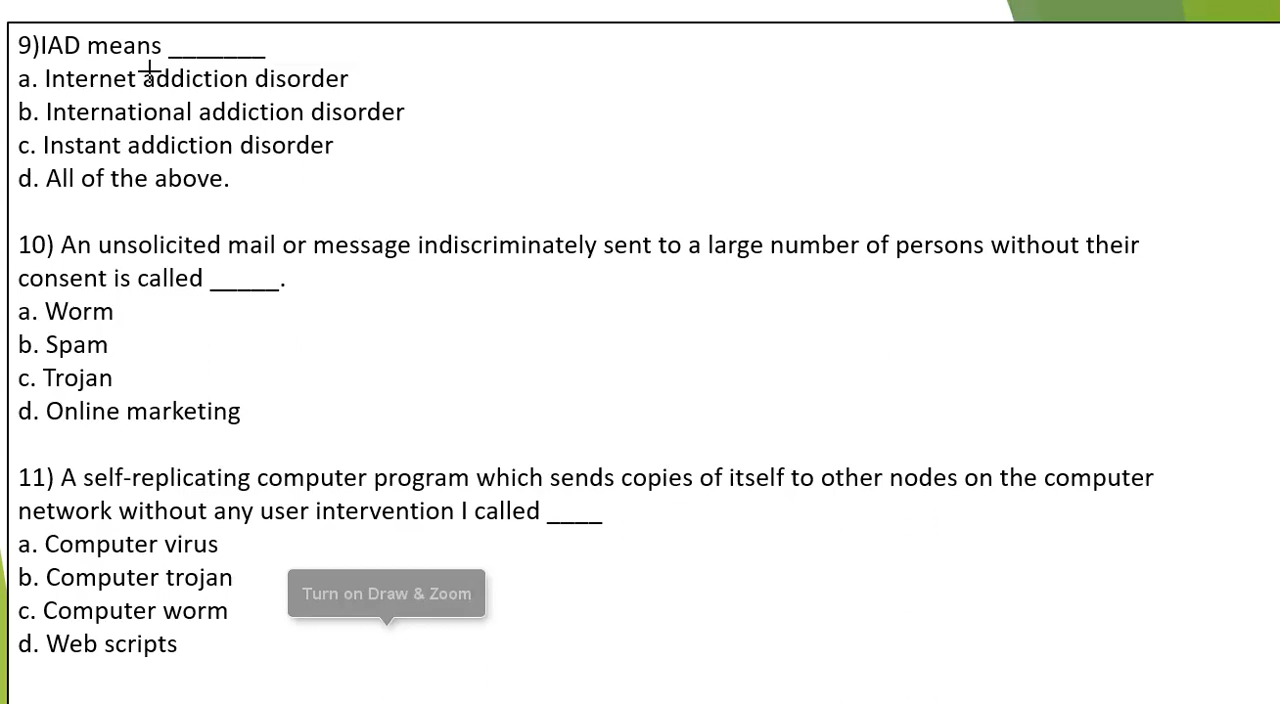 9)IAD means _______
a. Internet addiction disorder
b. International addiction disorder
c. Instant addiction disorder
d. All of the above.
10) An unsolicited mail or message indiscriminately sent to a large number of persons without their
consent is called _____.
a. Worm
b. Spam
c. Trojan
d. Online marketing
11) A self-replicating computer program which sends copies of itself to other nodes on the computer
network without any user intervention I called ____
a. Computer virus
b. Computer trojan
Turn on Draw & Zoom
c. Computer worm
d. Web scripts